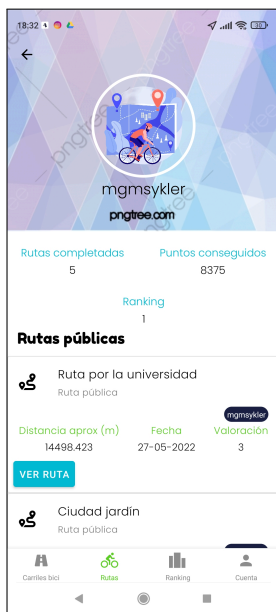 18:32
30
mgmsykler
pngtree.com
Rutas completadas
5
Puntos conseguidos
8375
Ranking
1
Rutas públicas
Ruta por la universidad
Ruta pública
mgmsykler
Distancia aprox (m) Fecha Valoración
14498.423 27-05-2022 3
VER RUTA
Ciudad jardín
Ruta pública
Carriles bici Rutas Ranking Cuenta